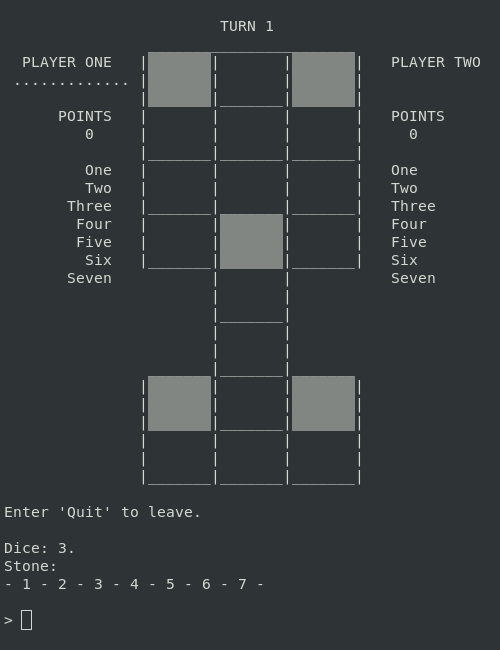 TURN 1
PLAYER ONE PLAYER TWO
.............
POINTS POINTS
0 0
One One
Two Two
Three Three
Four Four
Five Five
Six Six
Seven Seven
Enter 'Quit' to leave.
Dice: 3.
Stone:
- 1 - 2 - 3 - 4 - 5 - 6 - 7 -
>